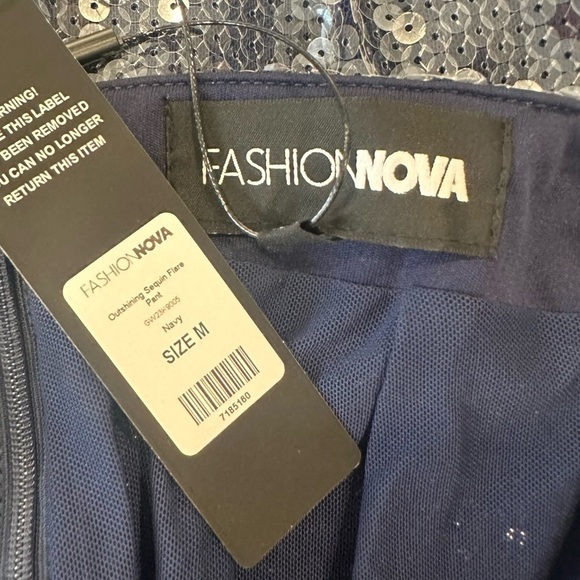 RNING!
THIS LABEL
BEEN REMOVED
U CAN NO LONGER
RETURN THIS ITEM
FASHIONNOVA
Outshining Sequin Flare
Pant
Navy
SIZE M
7185160
FASHIONNOVA